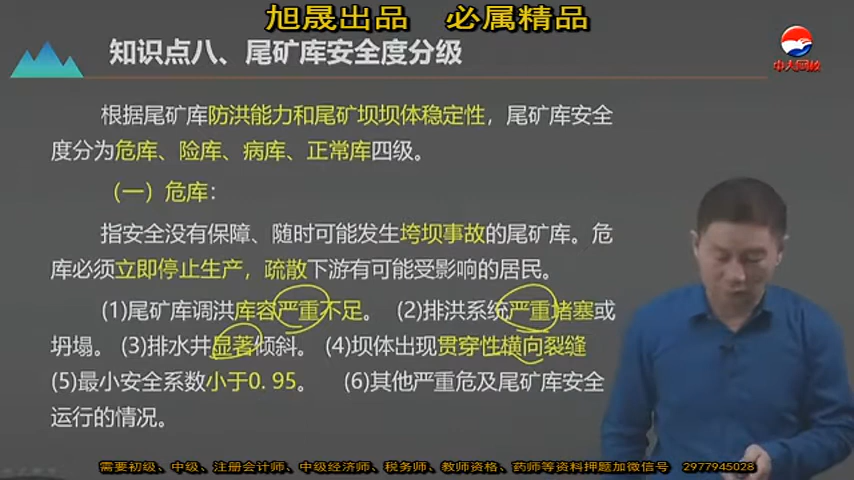 旭晟出品 必属精品
知识点八、尾矿库安全度分级
中大网校
根据尾矿库防洪能力和尾矿坝坝体稳定性，尾矿库安全
度分为危库、险库、病库、正常库四级。
（一）危库：
指安全没有保障、随时可能发生垮坝事故的尾矿库。危
库必须立即停止生产，疏散下游有可能受影响的居民。
(1)尾矿库调洪库容严重不足。 (2)排洪系统严重堵塞或
坍塌。 (3)排水井显著倾斜。 (4)坝体出现贯穿性横向裂缝
(5)最小安全系数小于0.95。 (6)其他严重危及尾矿库安全
运行的情况。
需要初级、中级、注册会计师、中级经济师、税务师、教师资格、药师等资料押题加微信号 2977945028